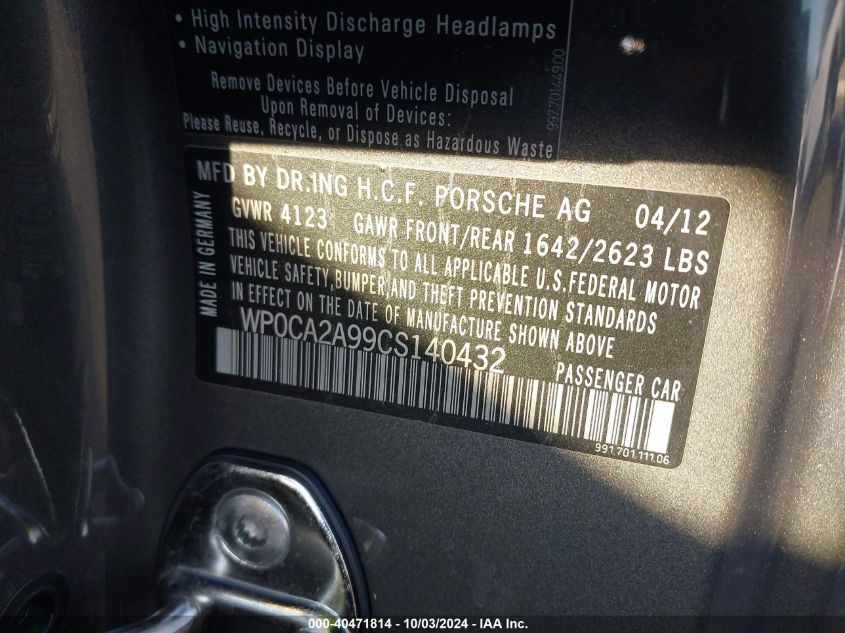 • High Intensity Discharge Headlamps
• Navigation Display
Remove Devices Before Vehicle Disposal
Upon Removal of Devices:
Please Reuse, Recycle, or Dispose as Hazardous Waste
997.701.449.00
MFD BY DR.ING H.C.F. PORSCHE AG 04/12
GVWR 4123 GAWR FRONT/REAR 1642/2623 LBS
THIS VEHICLE CONFORMS TO ALL APPLICABLE U.S.FEDERAL MOTOR
VEHICLE SAFETY,BUMPER,AND THEFT PREVENTION STANDARDS
IN EFFECT ON THE DATE OF MANUFACTURE SHOWN ABOVE
WP0CA2A99CS140432
PASSENGER CAR
MADE IN GERMANY
991.701.111.06
000-40471814 / 10/03/2024 - IAA Inc.